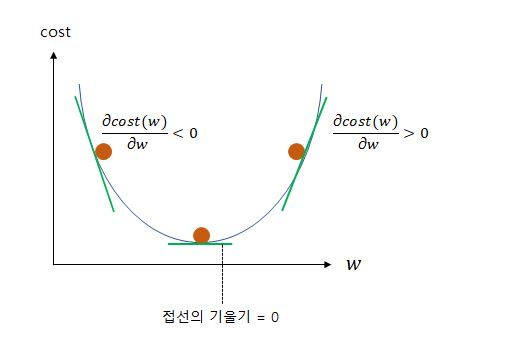 cost
∂cost(w)/∂w < 0
∂cost(w)/∂w > 0
w
접선의 기울기 = 0